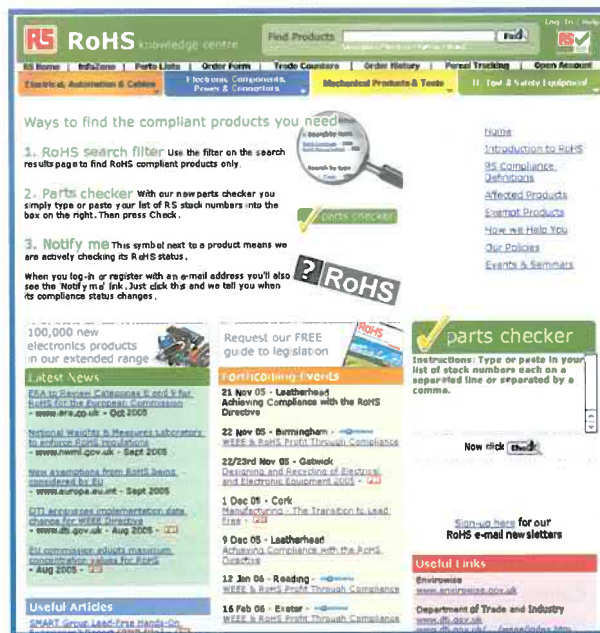 Log In | Help
RS RoHS knowledge centre
Find Products
Find
RS
RS Home | InfoZone | Parts Lists | Order Form | Trade Counters | Order History | Parcel Tracking | Open Account
Electrical, Automation & Cables
Electronic Components,
Power & Connectors
Mechanical Products & Tools
IT, Test & Safety Equipment
Ways to find the compliant products you need
1. RoHS search filter Use the filter on the search
results page to find RoHS compliant products only.
2. Parts checker With our new parts checker you
simply type or paste your list of RS stock numbers into the
box on the right. Then press Check.
3. Notify me This symbol next to a product means we
are actively checking its RoHS status.
When you log-in or register with an e-mail address you'll also
see the 'Notify me' link. Just click this and we tell you when
its compliance status changes.
Search by type
parts checker
? RoHS
Home
Introduction to RoHS
RS Compliance
Definitions
Affected Products
Exempt Products
How we Help You
Our Policies
Events & Seminars
100,000 new
electronics products
in our extended range
Request our FREE
guide to legislation
RoHS
parts checker
Instructions: Type or paste in your
list of stock numbers each on a
separated line or separated by a
comma.
Now click check
Sign-up here for our
RoHS e-mail newsletters
Latest News
ERA to Review Categories 8 and 9 for
RoHS for the European Commission
- www.era.co.uk - Oct 2005
National Weights & Measures Laboratory
to enforce RoHS regulations
- www.nwml.gov.uk - Sept 2005
New exemptions from RoHS being
considered by EU
- www.europa.eu.int - Sept 2005
DTI announces implementation date
change for WEEE Directive
- www.dti.gov.uk - Aug 2005 -
EU commission adopts maximum
concentration values for RoHS
- Aug 2005 -
Useful Articles
SMART Group Lead-Free Hands-On
Forthcoming Events
21 Nov 05 - Leatherhead
Achieving Compliance with the RoHS
Directive
22 Nov 05 - Birmingham -
WEEE & RoHS Profit Through Compliance
22/23rd Nov 05 - Gatwick
Designing and Recycling of Electrical
and Electronic Equipment 2005 -
1 Dec 05 - Cork
Manufacturing - The Transition to Lead
Free -
9 Dec 05 - Leatherhead
Achieving Compliance with the RoHS
Directive
12 Jan 06 - Reading -
WEEE & RoHS Profit Through Compliance
16 Feb 06 - Exeter -
WEEE & RoHS Profit Through Compliance
Useful Links
Envirowise
www.envirowise.gov.uk
Department of Trade and Industry